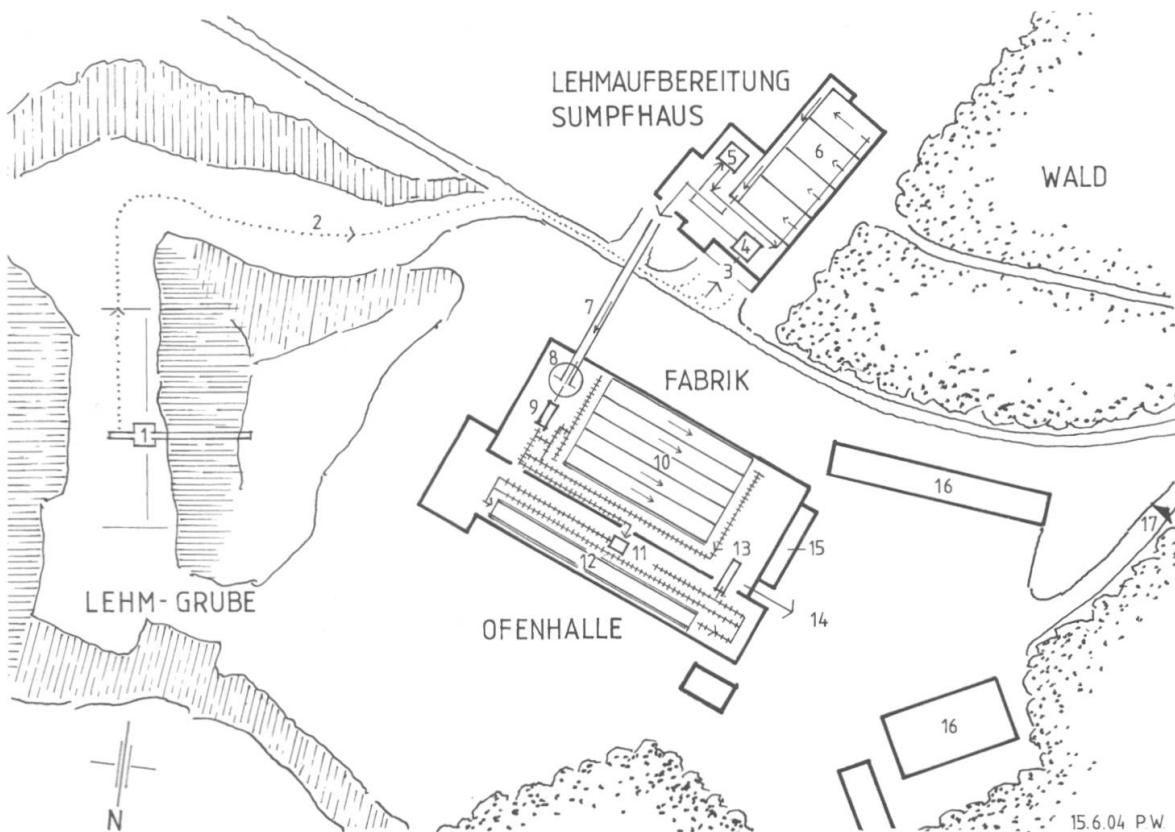 LEHMAUFBEREITUNG
SUMPFHAUS
5
6
WALD
2
4
3
7
8
FABRIK
9
1
10
16
17
11
13
15
12
LEHM-GRUBE
OFENHALLE
14
16
N
15.6.04 P.W.